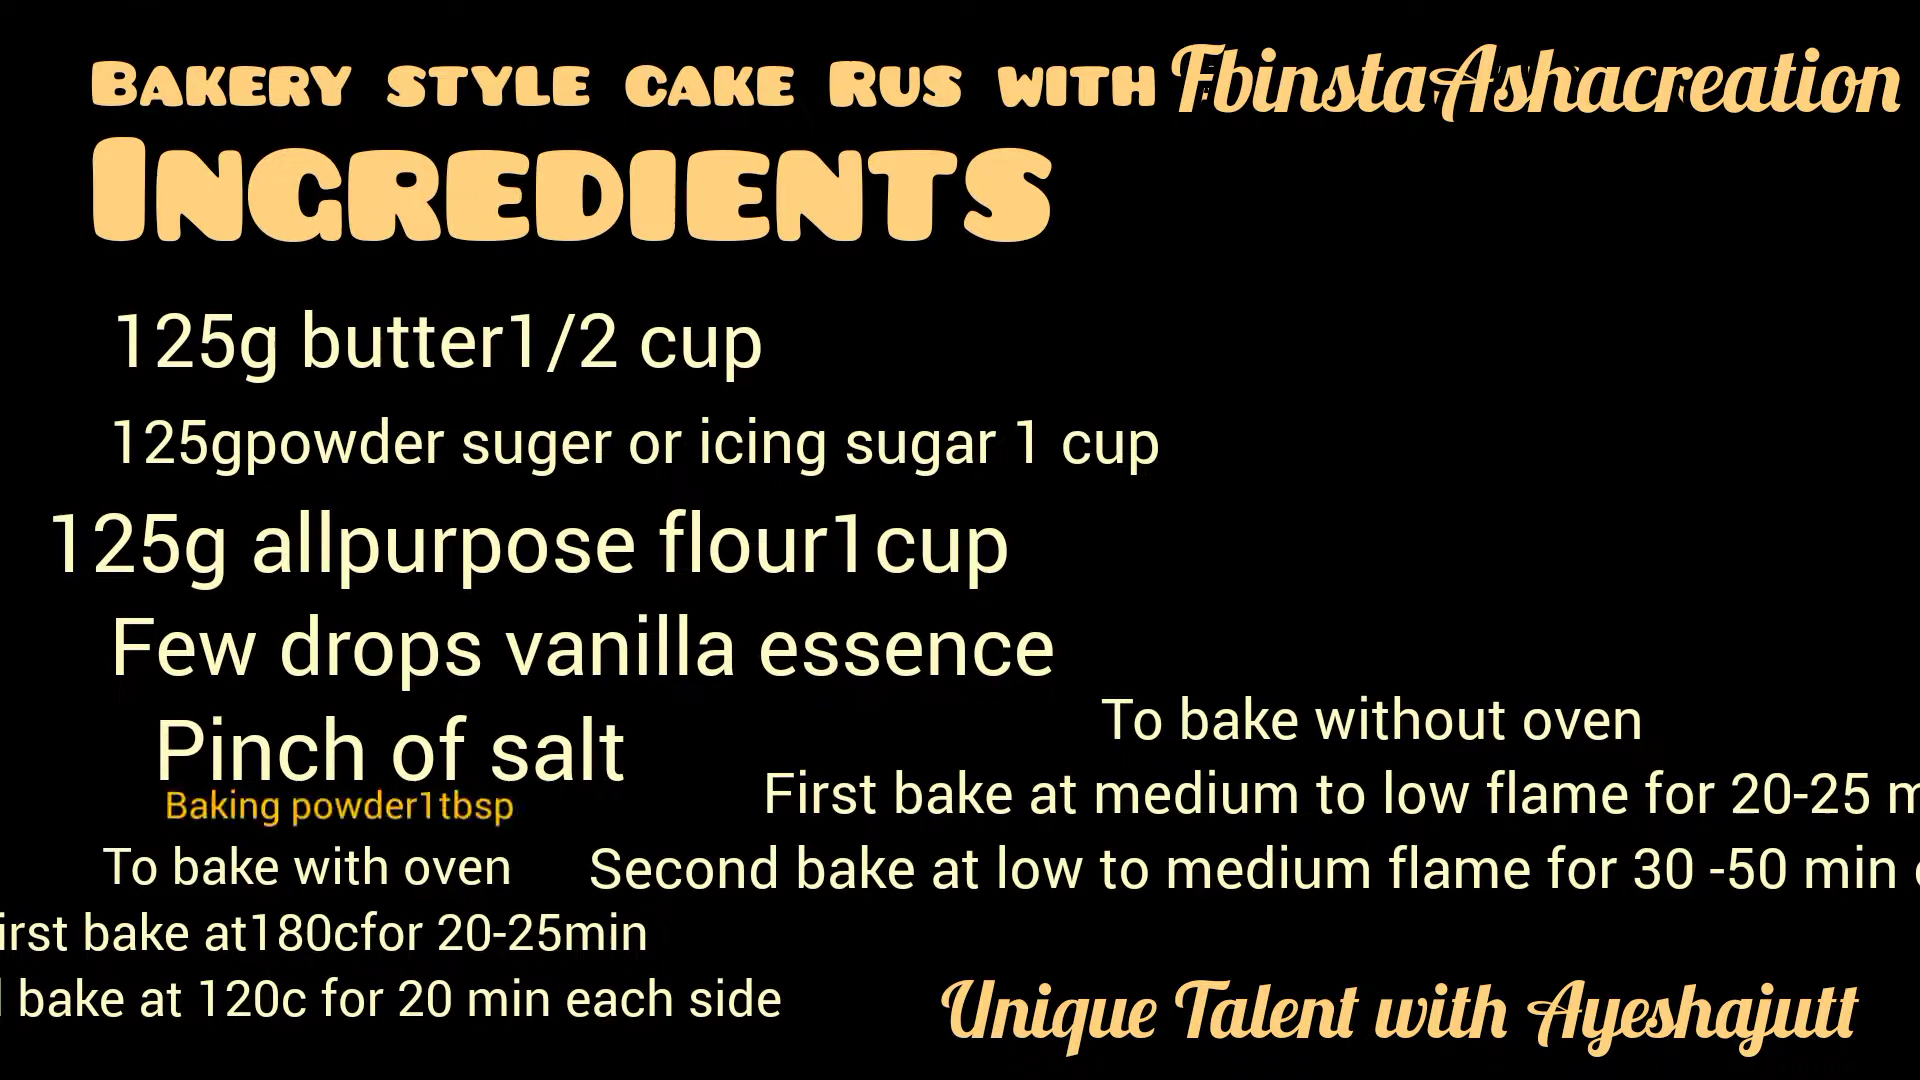 Bakery style cake Rus with FbinstaAshacreation
Ingredients
125g butter1/2 cup
125gpowder suger or icing sugar 1 cup
125g allpurpose flour1cup
Few drops vanilla essence
Pinch of salt
Baking powder1tbsp
To bake with oven
irst bake at180cfor 20-25min
bake at 120c for 20 min each side
To bake without oven
First bake at medium to low flame for 20-25 m
Second bake at low to medium flame for 30 -50 min
Unique Talent with Ayeshajutt